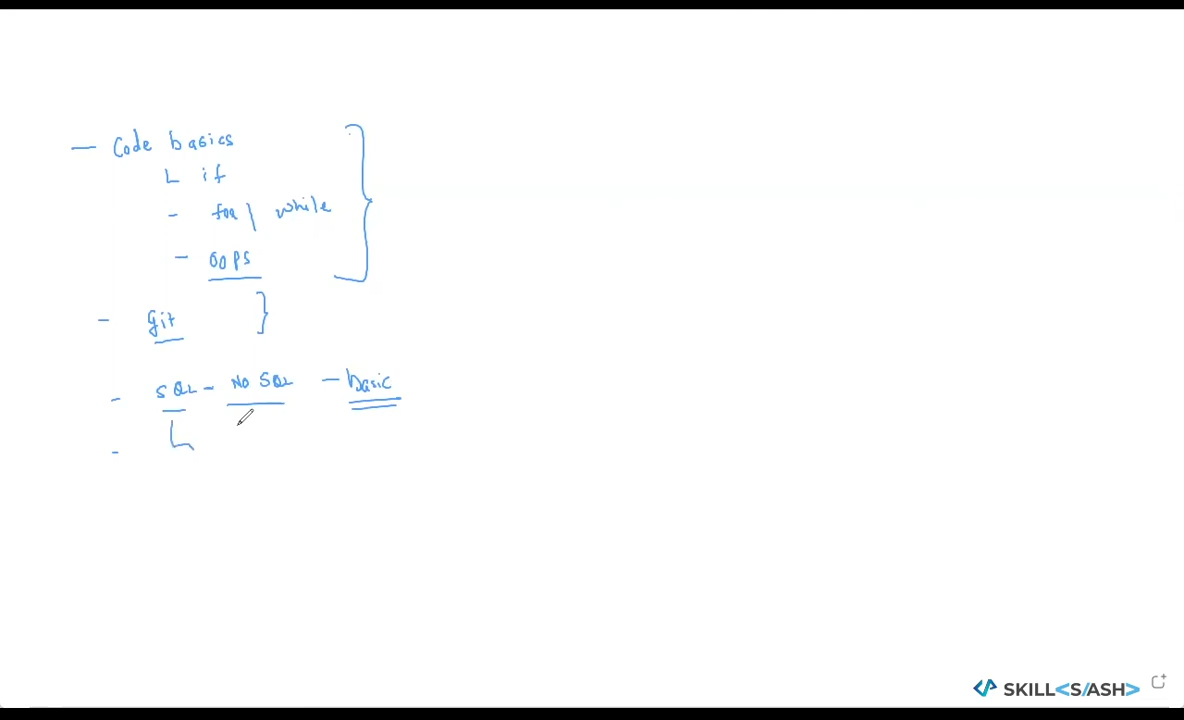 — Code basics
L if
- for | while
- OOPS
- git }
- SQL - NO SQL - basic
-
SKILL<S/ASH>